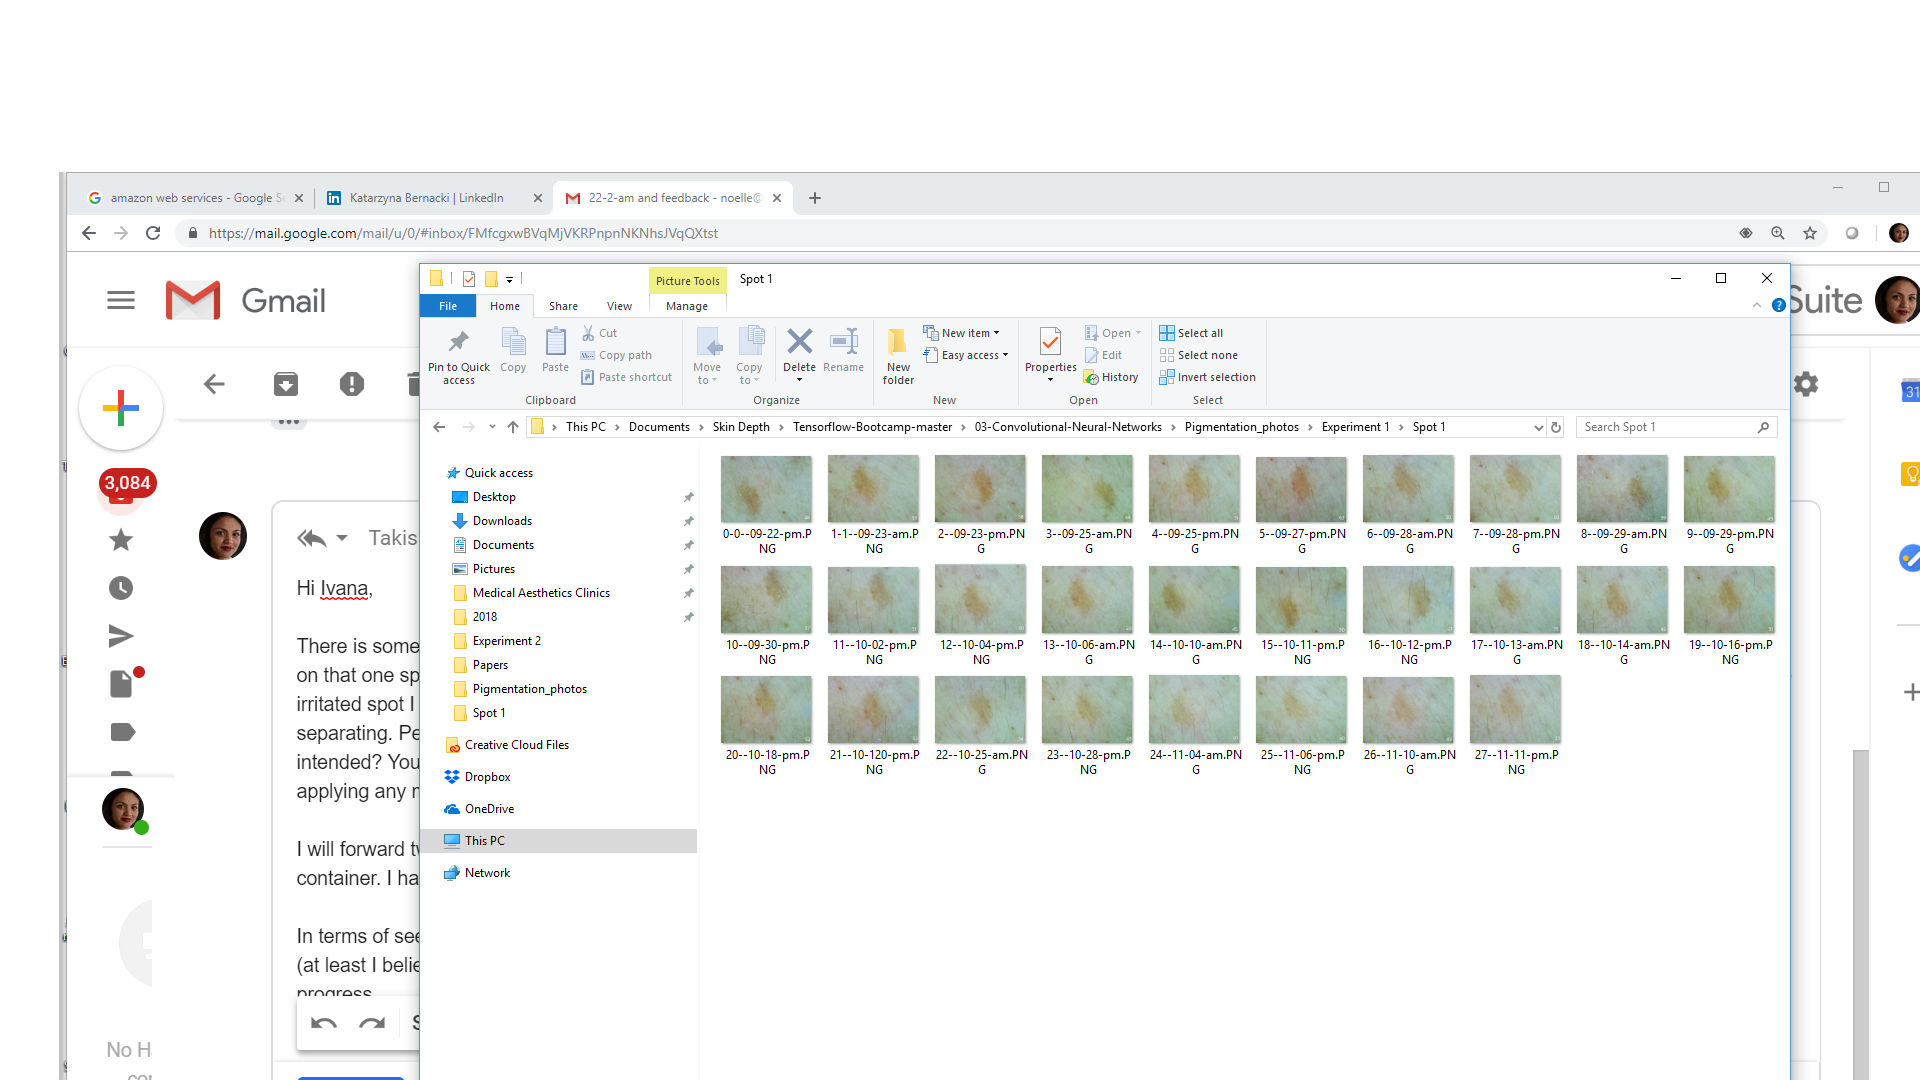 amazon web services - Google Se
Katarzyna Bernacki | LinkedIn
22-2-am and feedback - noelle@
https://mail.google.com/mail/u/0/#inbox/FMfcgxwBVqMjVKRPnpnNKNhsJVqQXtst
Gmail
Suite
3,084
31
Takis
Hi Ivana,
There is some
on that one sp
irritated spot I
separating. Pe
intended? You
applying any
I will forward
container. I ha
In terms of see
(at least I belie
progress
No H
Picture Tools
Spot 1
File
Home
Share
View
Manage
Pin to Quick access
Copy
Paste
Cut
Copy path
Paste shortcut
Clipboard
Move to
Copy to
Delete
Rename
Organize
New folder
New item
Easy access
New
Properties
Open
Edit
History
Open
Select all
Select none
Invert selection
Select
This PC
Documents
Skin Depth
Tensorflow-Bootcamp-master
03-Convolutional-Neural-Networks
Pigmentation_photos
Experiment 1
Spot 1
Search Spot 1
Quick access
Desktop
Downloads
Documents
Pictures
Medical Aesthetics Clinics
2018
Experiment 2
Papers
Pigmentation_photos
Spot 1
Creative Cloud Files
Dropbox
OneDrive
This PC
Network
0-0--09-22-pm.PNG
1-1--09-23-am.PNG
2--09-23-pm.PNG
3--09-25-am.PNG
4--09-25-pm.PNG
5--09-27-pm.PNG
6--09-28-am.PNG
7--09-28-pm.PNG
8--09-29-am.PNG
9--09-29-pm.PNG
10--09-30-pm.PNG
11--10-02-pm.PNG
12--10-04-pm.PNG
13--10-06-am.PNG
14--10-10-am.PNG
15--10-11-pm.PNG
16--10-12-pm.PNG
17--10-13-am.PNG
18--10-14-am.PNG
19--10-16-pm.PNG
20--10-18-pm.PNG
21--10-120-pm.PNG
22--10-25-am.PNG
23--10-28-pm.PNG
24--11-04-am.PNG
25--11-06-pm.PNG
26--11-10-am.PNG
27--11-11-pm.PNG